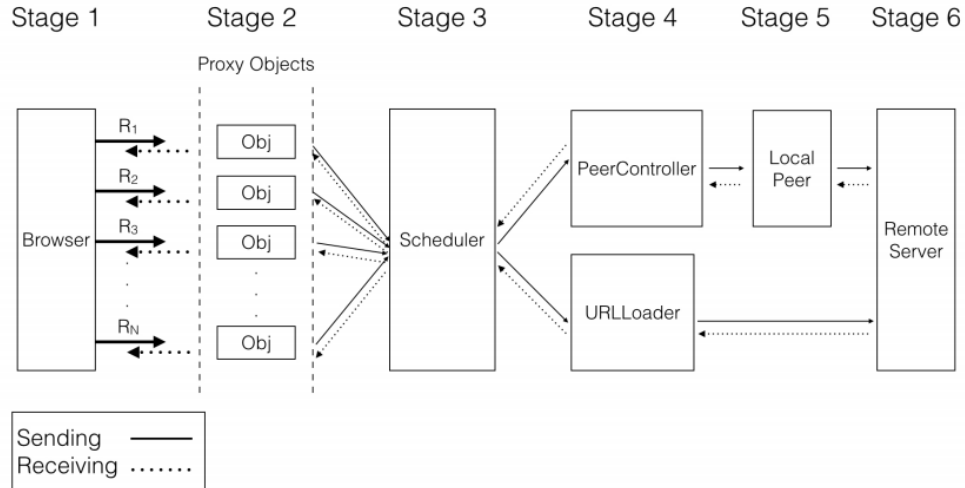 Stage 1
Stage 2
Stage 3
Stage 4
Stage 5
Stage 6
Proxy Objects
Browser
R1
R2
R3
RN
Obj
Obj
Obj
Obj
Scheduler
PeerController
URLLoader
Local
Peer
Remote
Server
Sending
Receiving